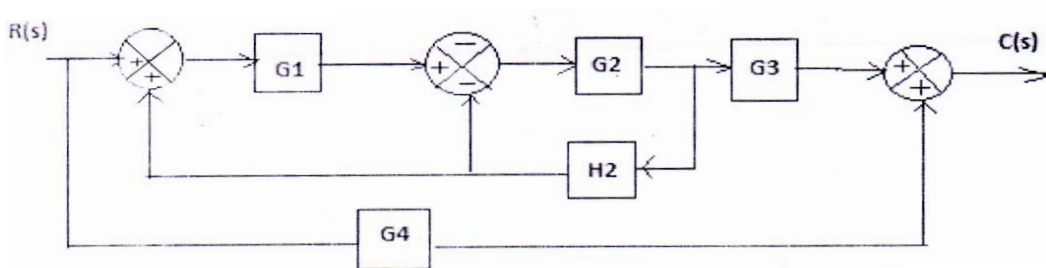 R(s)
C(s)
+
+
G1
−
+
−
G2
G3
+
+
H2
G4